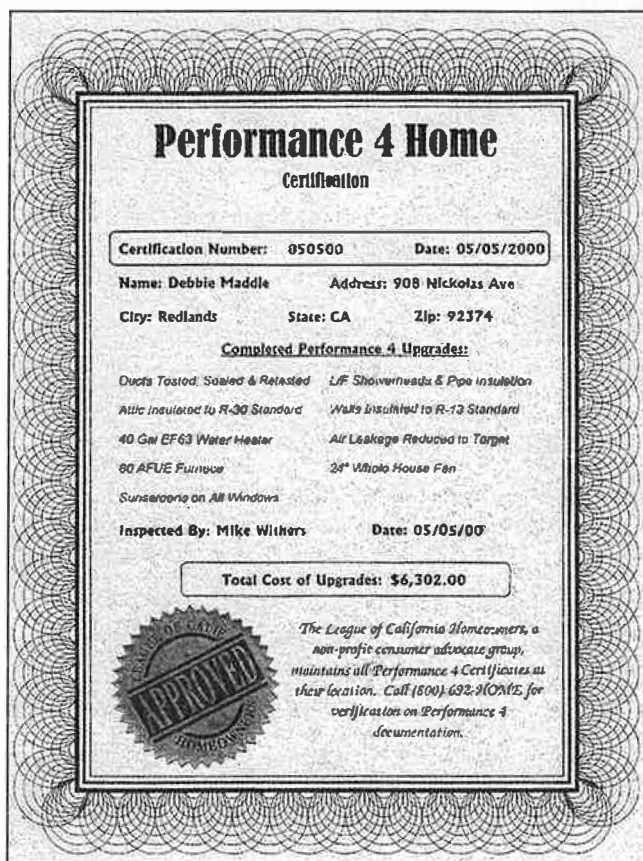 Performance 4 Home
Certification
Certification Number: 050500 Date: 05/05/2000
Name: Debbie Maddle Address: 908 Nickolas Ave
City: Redlands State: CA Zip: 92374
Completed Performance 4 Upgrades:
Ducts Tested, Sealed & Retested L/F Showerheads & Pipe Insulation
Attic Insulated to R-30 Standard Walls Insulated to R-13 Standard
40 Gal EF63 Water Heater Air Leakage Reduced to Target
80 AFUE Furnace 24" Whole House Fan
Sunscreens on All Windows
Inspected By: Mike Withers Date: 05/05/00
Total Cost of Upgrades: $6,302.00
LEAGUE OF CALIF
APPROVED
HOMEOWNERS
The League of California Homeowners, a
non-profit consumer advocate group,
maintains all Performance 4 Certificates at
their location. Call (800) 692-HOME for
verification on Performance 4
documentation.